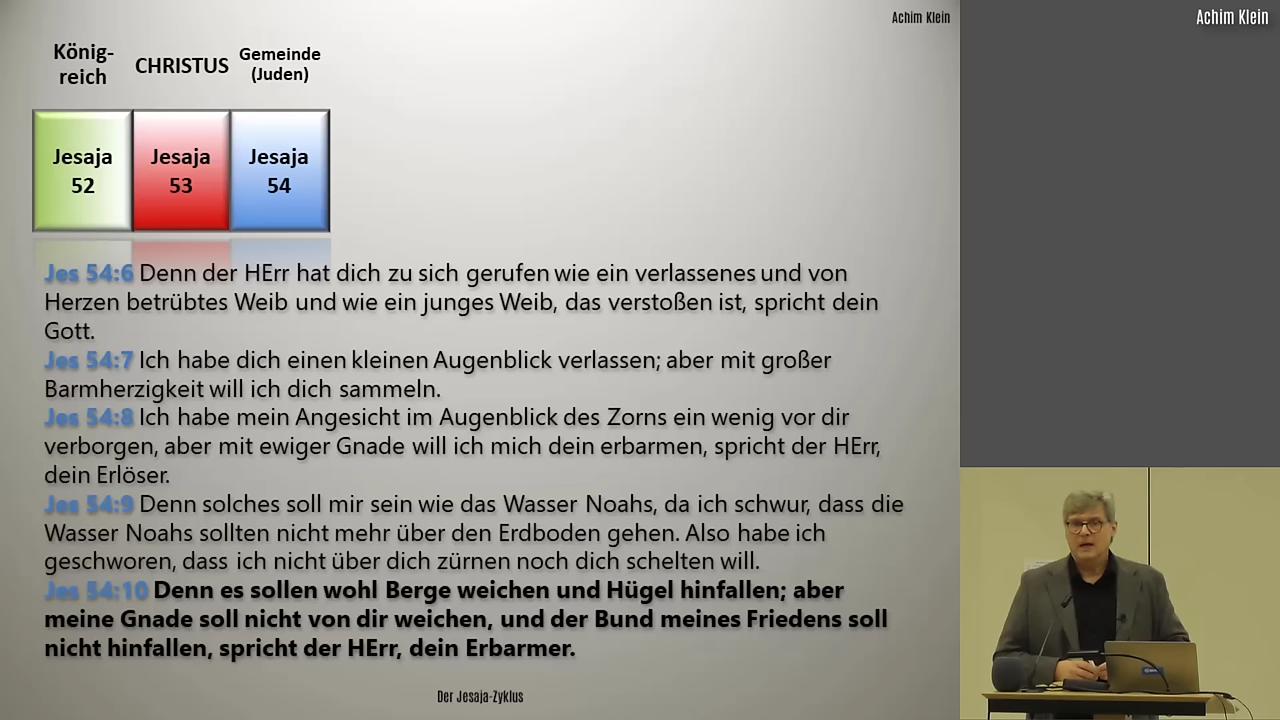 Achim Klein
Achim Klein
König-
reich
CHRISTUS
Gemeinde
(Juden)
Jesaja
52
Jesaja
53
Jesaja
54
Jes 54:6 Denn der HErr hat dich zu sich gerufen wie ein verlassenes und von
Herzen betrübtes Weib und wie ein junges Weib, das verstoßen ist, spricht dein
Gott.
Jes 54:7 Ich habe dich einen kleinen Augenblick verlassen; aber mit großer
Barmherzigkeit will ich dich sammeln.
Jes 54:8 Ich habe mein Angesicht im Augenblick des Zorns ein wenig vor dir
verborgen, aber mit ewiger Gnade will ich mich dein erbarmen, spricht der HErr,
dein Erlöser.
Jes 54:9 Denn solches soll mir sein wie das Wasser Noahs, da ich schwur, dass die
Wasser Noahs sollten nicht mehr über den Erdboden gehen. Also habe ich
geschworen, dass ich nicht über dich zürnen noch dich schelten will.
Jes 54:10 Denn es sollen wohl Berge weichen und Hügel hinfallen; aber
meine Gnade soll nicht von dir weichen, und der Bund meines Friedens soll
nicht hinfallen, spricht der HErr, dein Erbarmer.
Der Jesaja-Zyklus